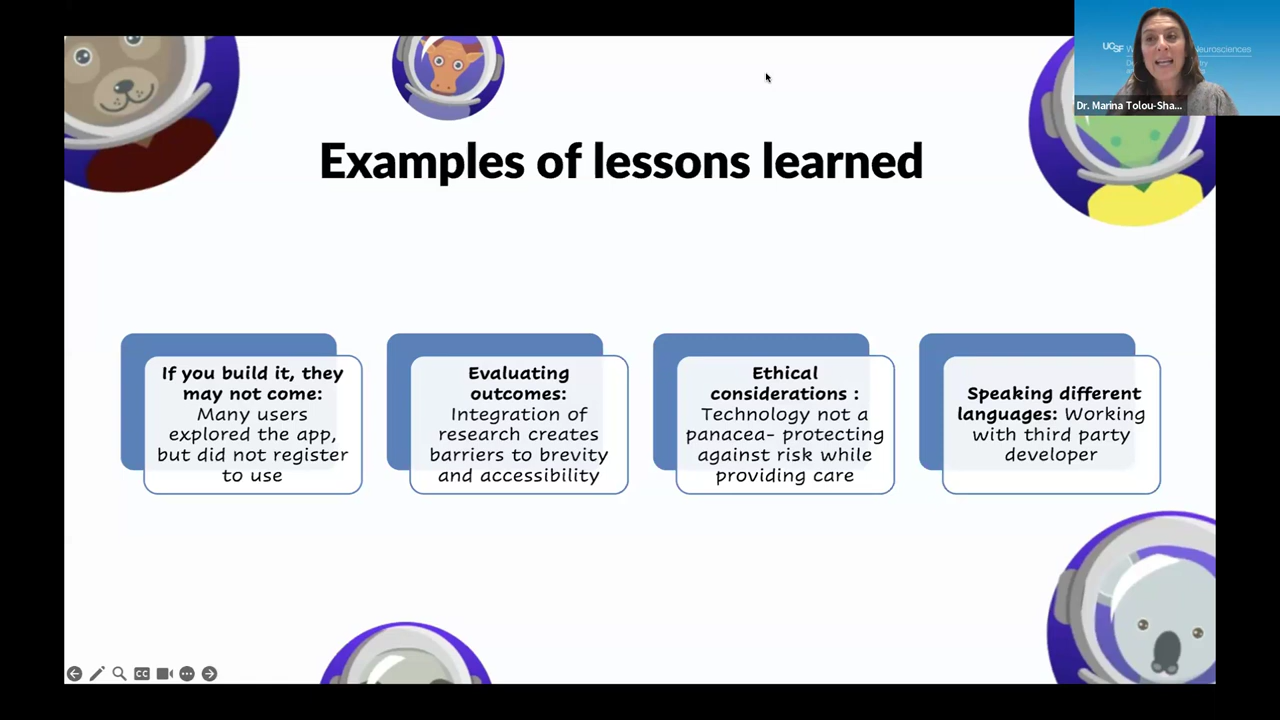 UCSF
Neurosciences
Dr. Marina Tolou-Sha...
Examples of lessons learned
If you build it, they
may not come:
Many users
explored the app,
but did not register
to use
Evaluating
outcomes:
Integration of
research creates
barriers to brevity
and accessibility
Ethical
considerations :
Technology not a
panacea- protecting
against risk while
providing care
Speaking different
languages: Working
with third party
developer
CC